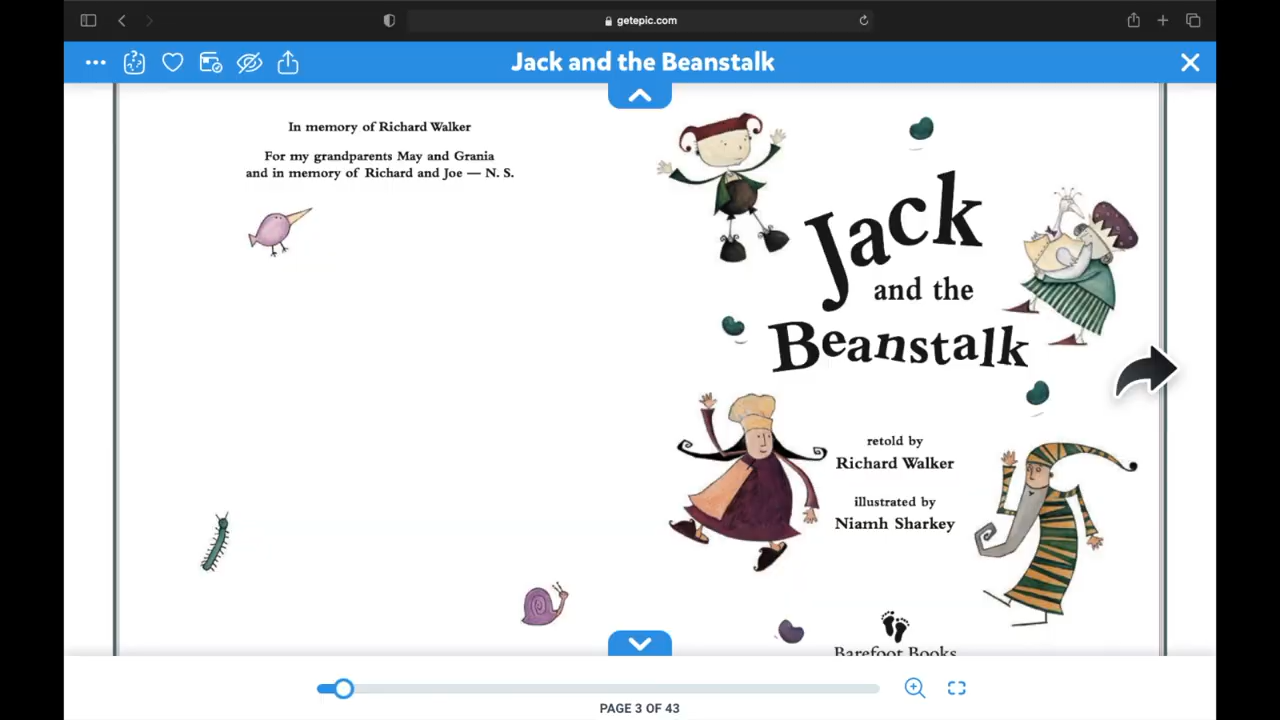 getepic.com
Jack and the Beanstalk
In memory of Richard Walker
For my grandparents May and Grania
and in memory of Richard and Joe — N. S.
Jack
and the
Beanstalk
retold by
Richard Walker
illustrated by
Niamh Sharkey
Barefoot Books
PAGE 3 OF 43